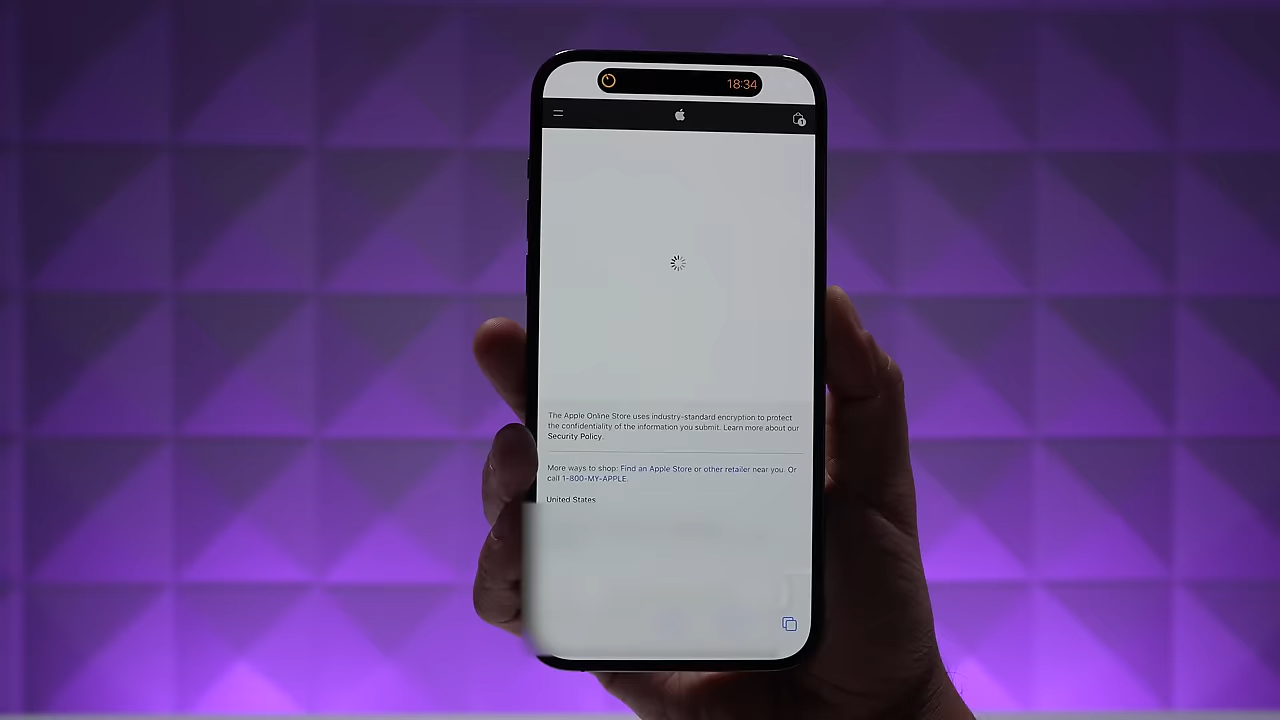 18:34
1
The Apple Online Store uses industry-standard encryption to protect
the confidentiality of the information you submit. Learn more about our
Security Policy.
More ways to shop: Find an Apple Store or other retailer near you. Or
call 1-800-MY-APPLE.
United States